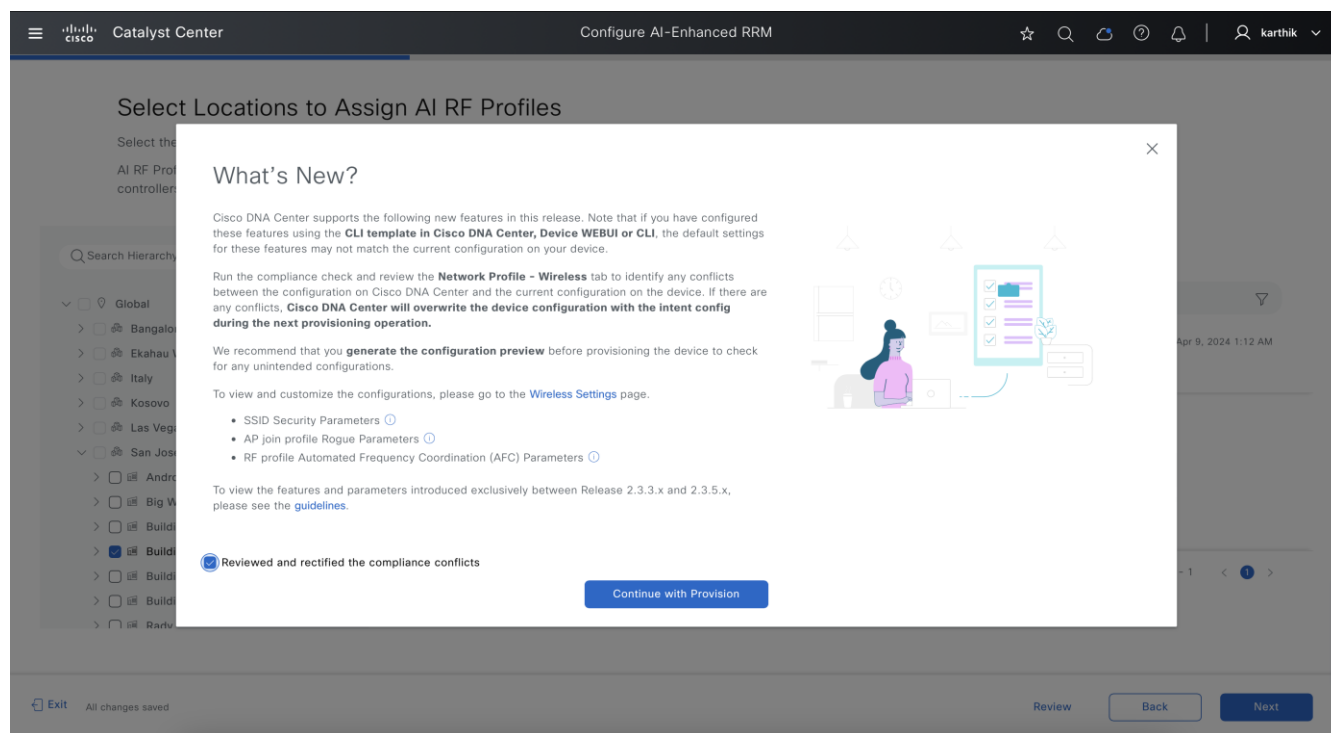 cisco Catalyst Center
Configure AI-Enhanced RRM
karthik
Select Locations to Assign AI RF Profiles
Select the
AI RF Prof
controllers
Search Hierarchy
Global
Bangalo
Ekahau
Italy
Kosovo
Las Vega
San Jose
Andro
Big W
Buildi
Buildi
Buildi
Buildi
Rady
What's New?
Cisco DNA Center supports the following new features in this release. Note that if you have configured
these features using the CLI template in Cisco DNA Center, Device WEBUI or CLI, the default settings
for these features may not match the current configuration on your device.
Run the compliance check and review the Network Profile - Wireless tab to identify any conflicts
between the configuration on Cisco DNA Center and the current configuration on the device. If there are
any conflicts, Cisco DNA Center will overwrite the device configuration with the intent config
during the next provisioning operation.
We recommend that you generate the configuration preview before provisioning the device to check
for any unintended configurations.
To view and customize the configurations, please go to the Wireless Settings page.
• SSID Security Parameters
• AP join profile Rogue Parameters
• RF profile Automated Frequency Coordination (AFC) Parameters
To view the features and parameters introduced exclusively between Release 2.3.3.x and 2.3.5.x,
please see the guidelines.
Reviewed and rectified the compliance conflicts
Continue with Provision
Apr 9, 2024 1:12 AM
- 1 < 1 >
Exit All changes saved
Review Back Next